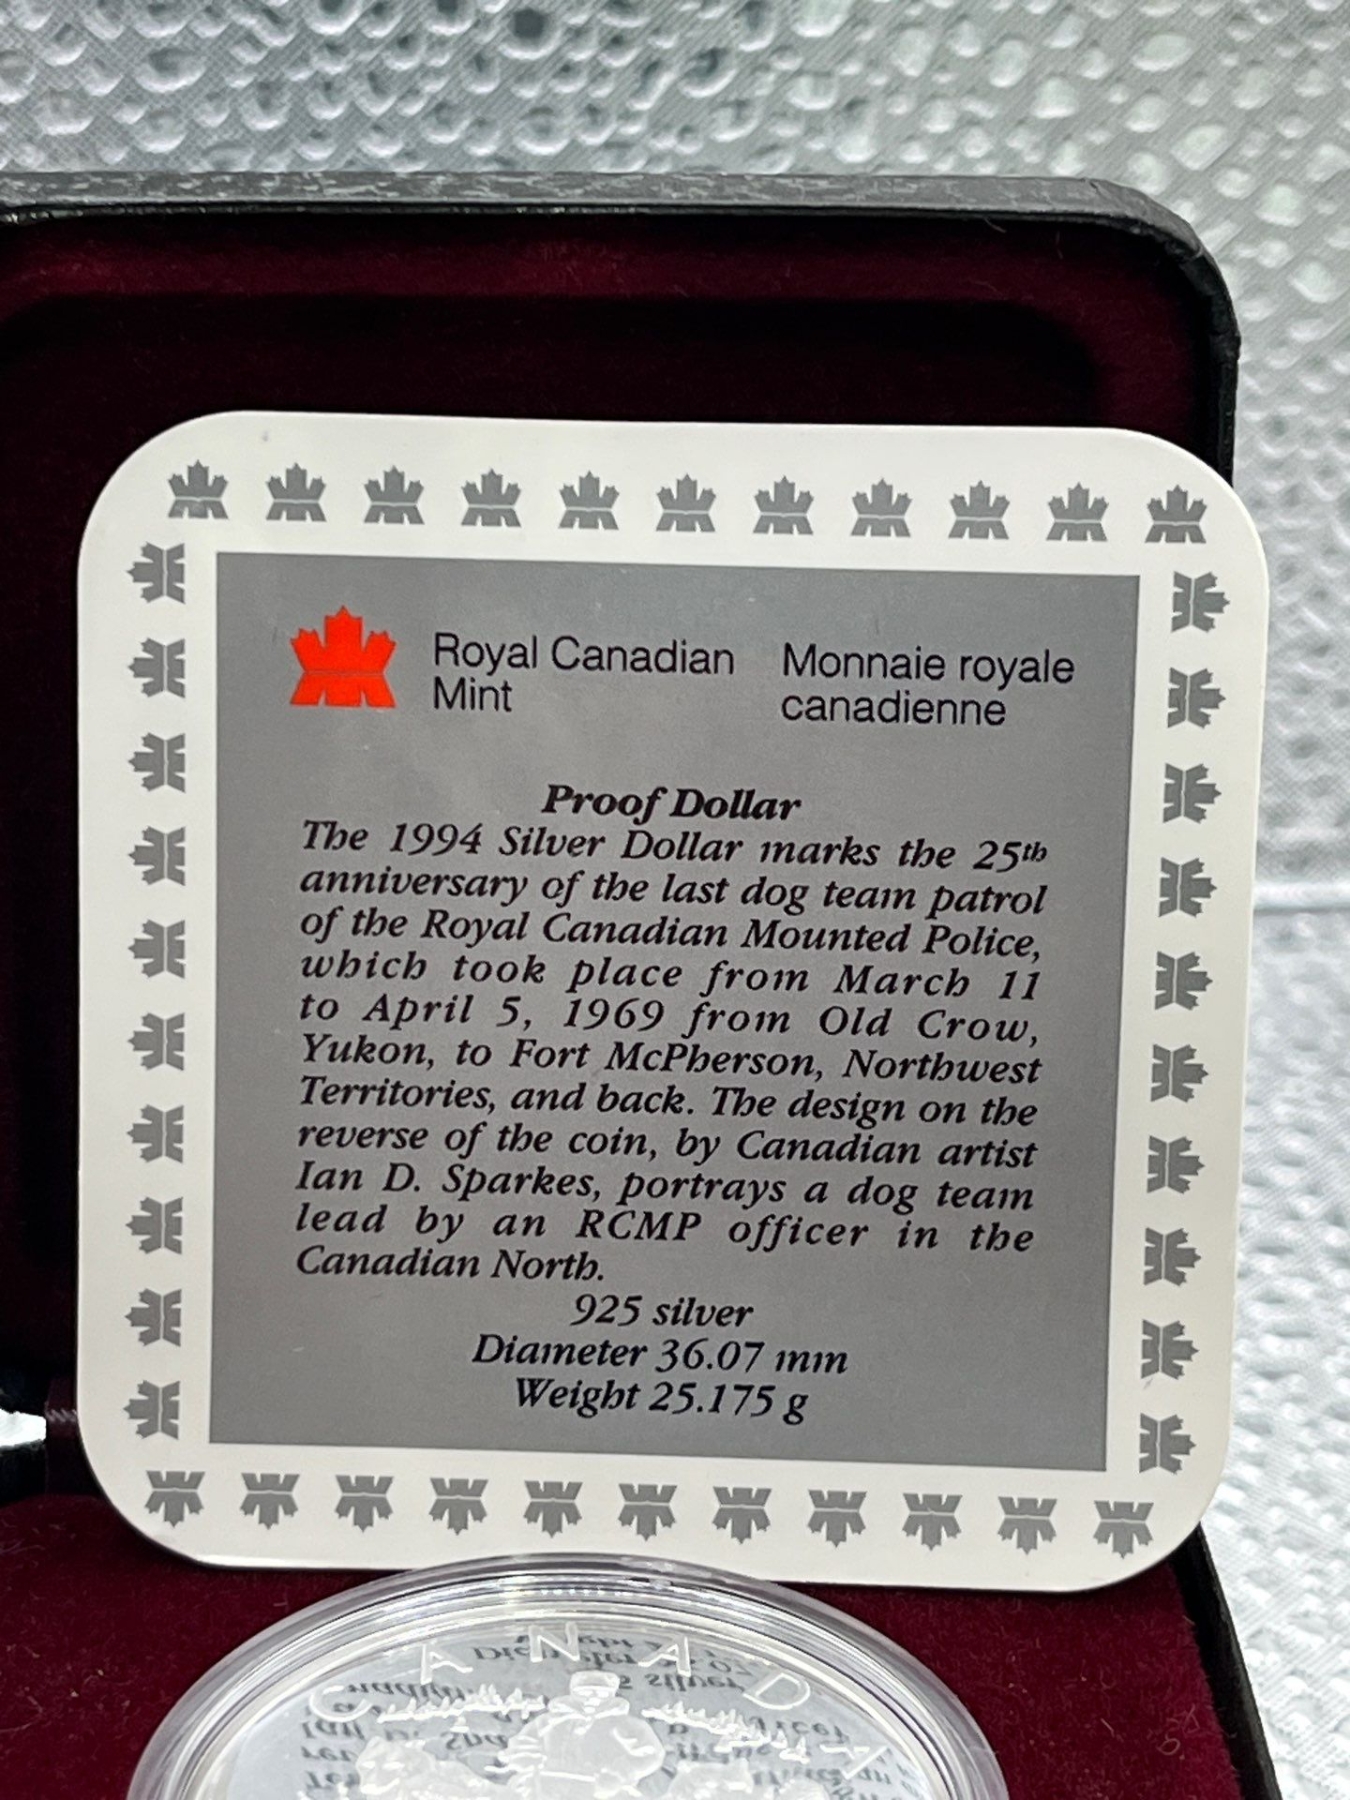 Royal Canadian Mint
Monnaie royale canadienne
Proof Dollar
The 1994 Silver Dollar marks the 25th
anniversary of the last dog team patrol
of the Royal Canadian Mounted Police,
which took place from March 11
to April 5, 1969 from Old Crow,
Yukon, to Fort McPherson, Northwest
Territories, and back. The design on the
reverse of the coin, by Canadian artist
Ian D. Sparkes, portrays a dog team
lead by an RCMP officer in the
Canadian North.
925 silver
Diameter 36.07 mm
Weight 25.175 g
CANADA